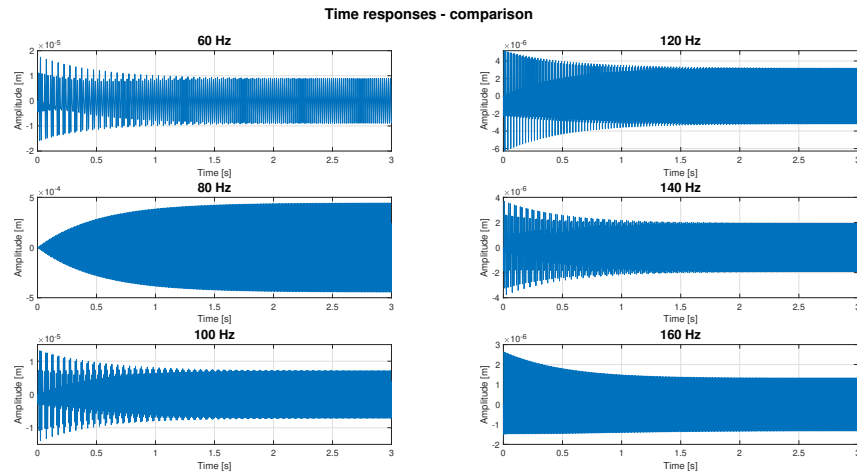 Time responses - comparison
60 Hz
×10⁻⁵
Amplitude [m]
2
1
0
-1
-2
0 0.5 1 1.5 2 2.5 3
Time [s]
80 Hz
×10⁻⁴
Amplitude [m]
5
0
-5
0 0.5 1 1.5 2 2.5 3
Time [s]
100 Hz
×10⁻⁵
Amplitude [m]
1
0
-1
0 0.5 1 1.5 2 2.5 3
Time [s]
120 Hz
×10⁻⁶
Amplitude [m]
4
2
0
-2
-4
-6
0 0.5 1 1.5 2 2.5 3
Time [s]
140 Hz
×10⁻⁶
Amplitude [m]
4
2
0
-2
-4
0 0.5 1 1.5 2 2.5 3
Time [s]
160 Hz
×10⁻⁶
Amplitude [m]
3
2
1
0
-1
-2
0 0.5 1 1.5 2 2.5 3
Time [s]